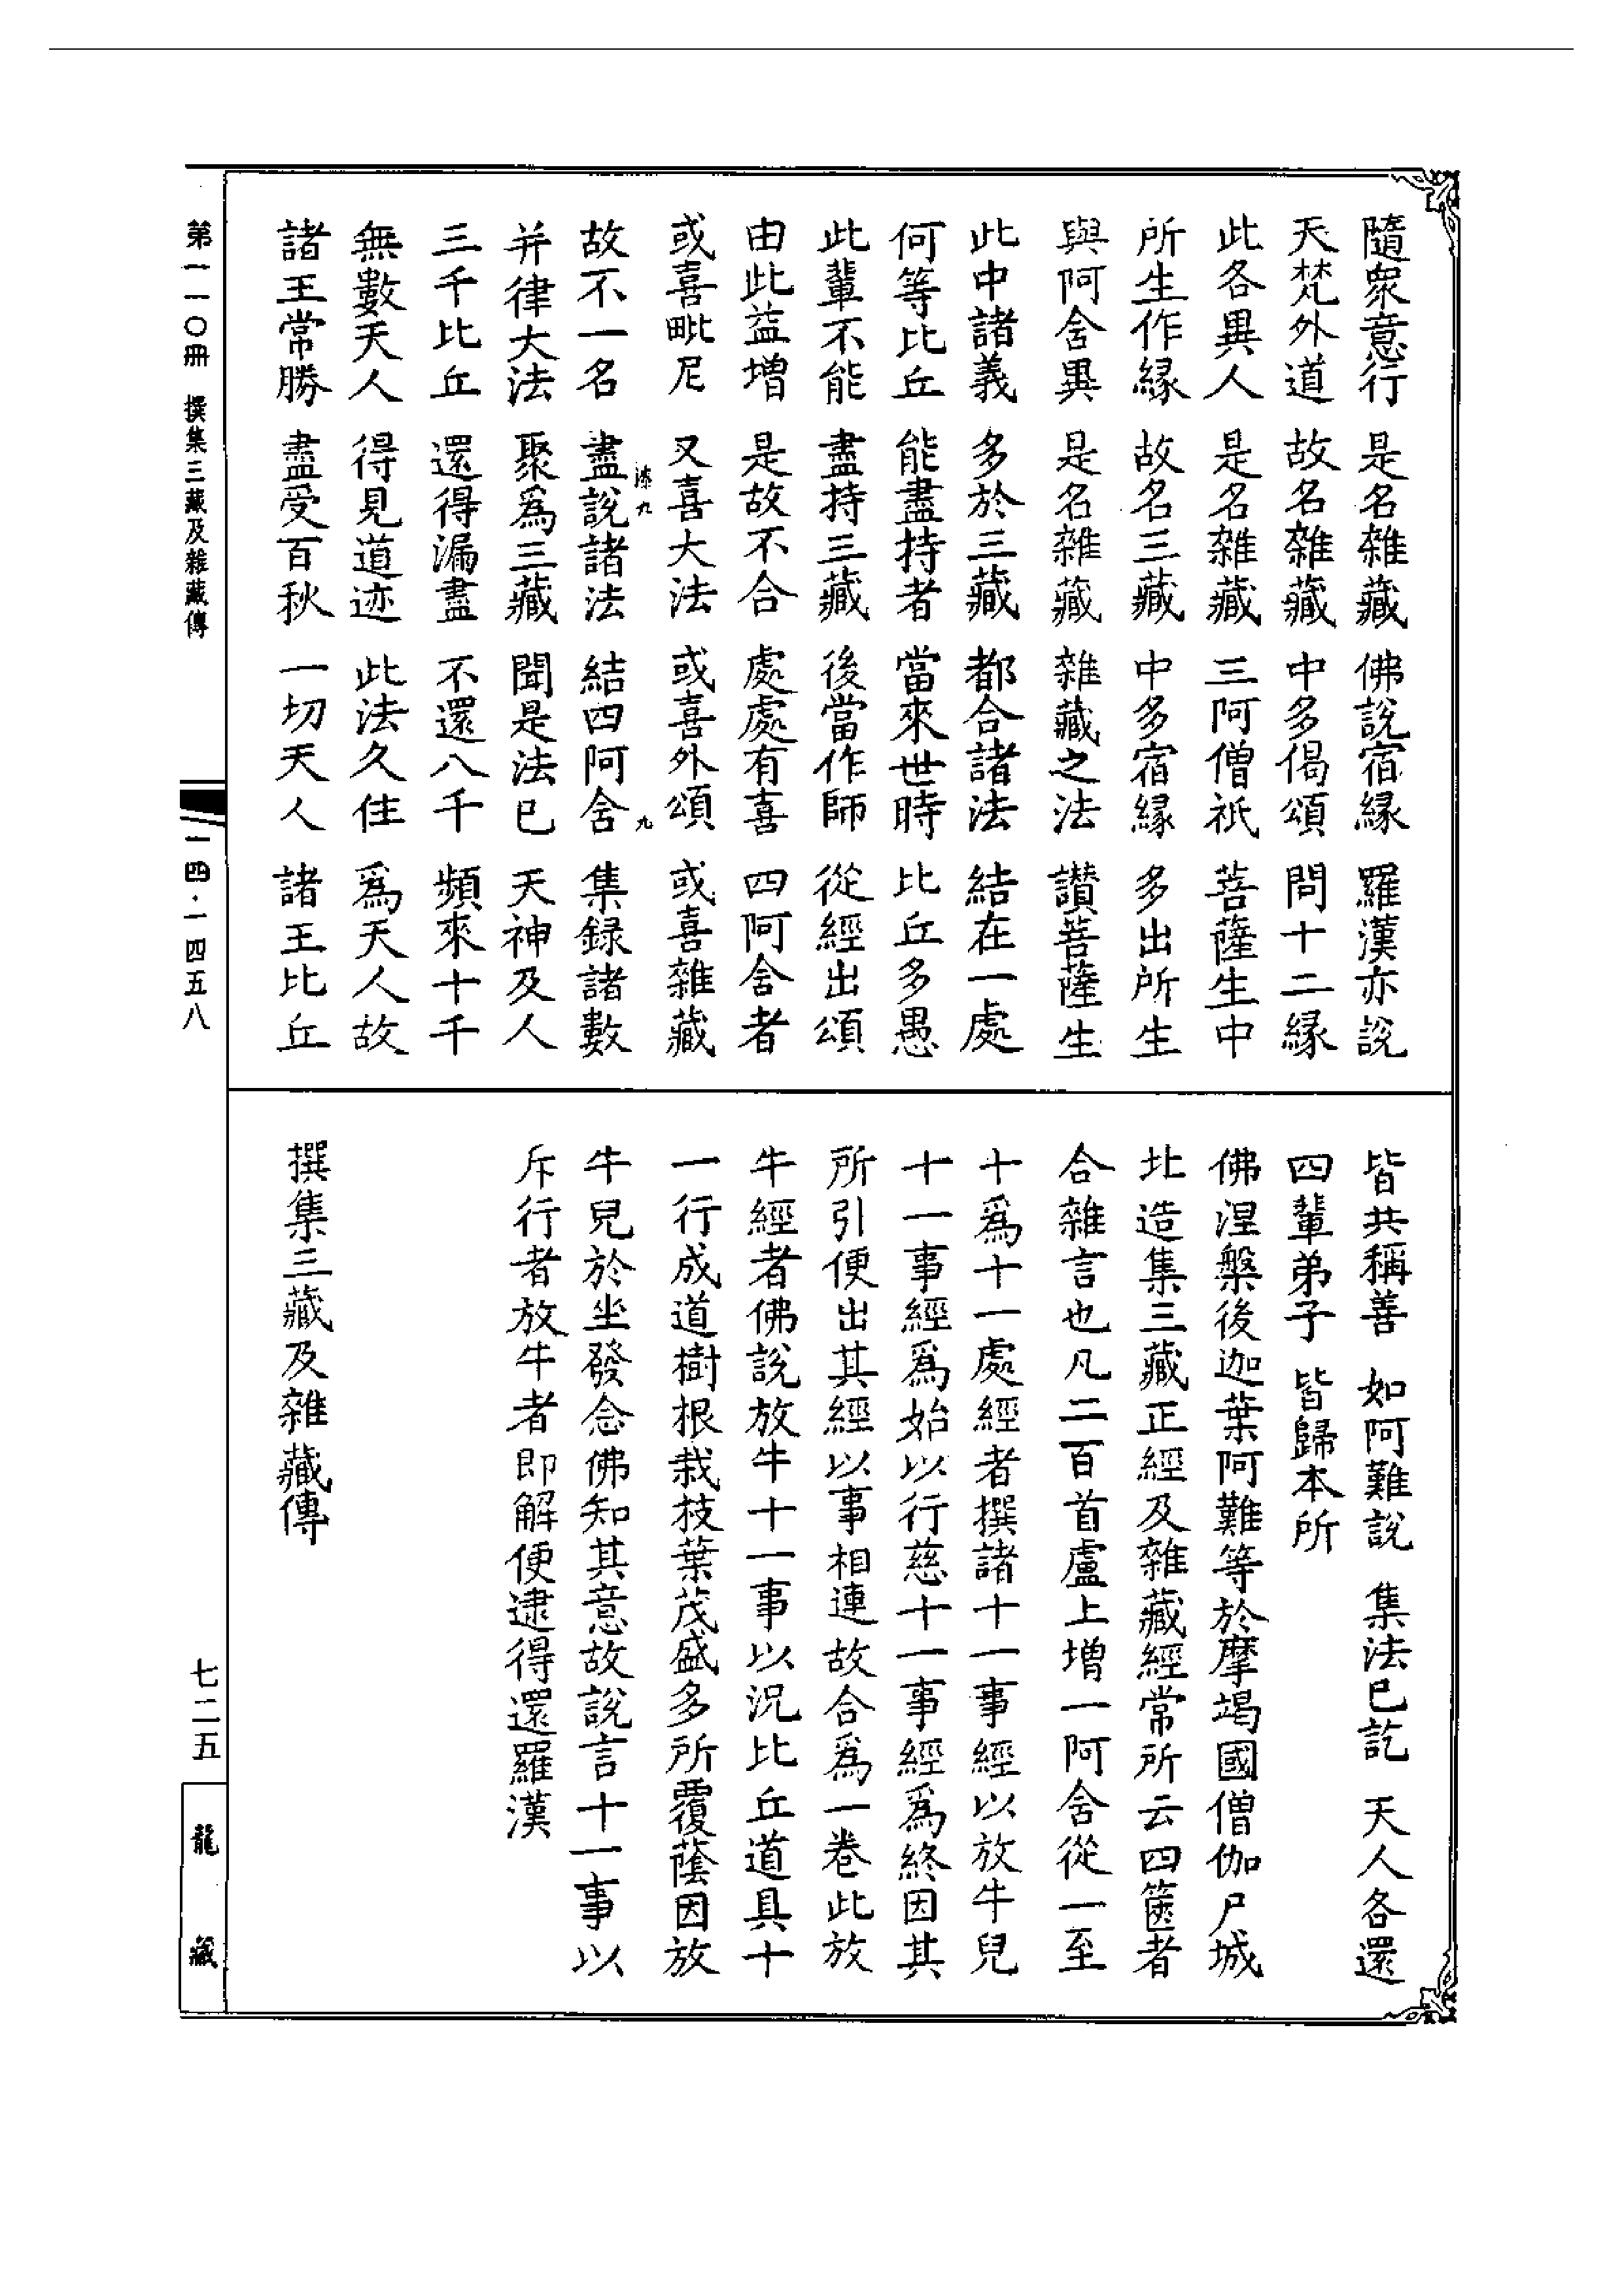 隨衆意行 是名雜藏 佛說宿緣 羅漢亦說
天梵外道 故名雜藏 中多偈頌 問十二緣
此各異人 是名雜藏 三阿僧祇 菩薩生中
所生作緣 故名三藏 中多宿緣 多出所生
與阿含異 是名雜藏 雜藏之法 讃菩薩生
此中諸義 多於三藏 都合諸法 結在一處
何等比丘 能盡持者 當來世時 比丘多愚
此輩不能 盡持三藏 後當作師 從經出頌
由此益增 是故不合 處處有喜 四阿含者
或喜毗尼 又喜大法 或喜外頌 或喜雜藏
故不一名 盡說諸法 結四阿含 集録諸數
并律大法 聚爲三藏 聞是法已 天神及人
三千比丘 還得漏盡 不還八千 頻來十千
無數天人 得見道迹 此法久住 爲天人故
諸王常勝 盡受百秋 一切天人 諸王比丘
皆共稱善 如阿難說 集法已訖 天人各還
四輩弟子 皆歸本所
佛涅槃後迦葉阿難等於摩竭國僧伽尸城
北造集三藏正經及雜藏經常所云四篋者
合雜言也凡二百首盧上增一阿含從一至
十爲十一處經者撰諸十一事經以放牛兒
十一事經爲始以行慈十一事經爲終因其
所引便出其經以事相連故合爲一卷此放
牛經者佛說放牛十一事以況比丘道具十
一行成道樹根栽枝葉茂盛多所覆蔭因放
牛兒於坐發念佛知其意故說言十一事以
斥行者放牛者即解便逮得還羅漢
撰集三藏及雜藏傳
第一一〇冊 撰集三藏及雜藏傳
一四·一四五八
七二五
龍藏